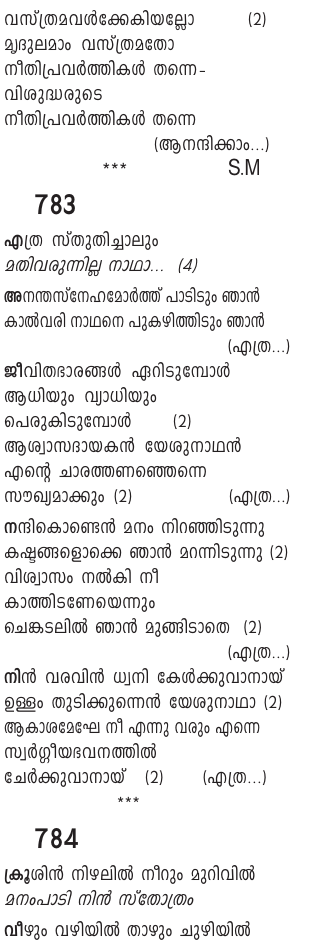 വസ്ത്രമവൾക്കേകിയല്ലോ (2)
മൃദുലമാം വസ്ത്രമതോ
നീതിപ്രവർത്തികൾ തന്നെ-
വിശുദ്ധരുടെ
നീതിപ്രവർത്തികൾ തന്നെ
(ആനന്ദിക്കാം...)
*** S.M
783
എത്ര സ്തുതിച്ചാലും
മതിവരുന്നില്ല നാഥാ... (4)
അനന്തസ്നേഹമോർത്ത് പാടിടും ഞാൻ
കാൽവരി നാഥനെ പുകഴ്ത്തിടും ഞാൻ
(എത്ര...)
ജീവിതഭാരങ്ങൾ ഏറിടുമ്പോൾ
ആധിയും വ്യാധിയും
പെരുകിടുമ്പോൾ (2)
ആശ്വാസദായകൻ യേശുനാഥൻ
എന്റെ ചാരത്തണഞ്ഞെന്നെ
സൗഖ്യമാക്കും (2) (എത്ര...)
നന്ദികൊണ്ടെൻ മനം നിറഞ്ഞിടുന്നു
കഷ്ടങ്ങളൊക്കെ ഞാൻ മറന്നിടുന്നു (2)
വിശ്വാസം നൽകി നീ
കാത്തിടണേയെന്നും
ചെങ്കടലിൽ ഞാൻ മുങ്ങിടാതെ (2)
(എത്ര...)
നിൻ വരവിൻ ധ്വനി കേൾക്കുവാനായ്
ഉള്ളം തുടിക്കുന്നെൻ യേശുനാഥാ (2)
ആകാശമേഘേ നീ എന്നു വരും എന്നെ
സ്വർഗ്ഗീയഭവനത്തിൽ
ചേർക്കുവാനായ് (2) (എത്ര...)
***
784
ക്രൂശിൻ നിഴലിൽ നീറും മുറിവിൽ
മനംപാടി നിൻ സ്തോത്രം
വീഴും വഴിയിൽ താഴും ചുഴിയിൽ